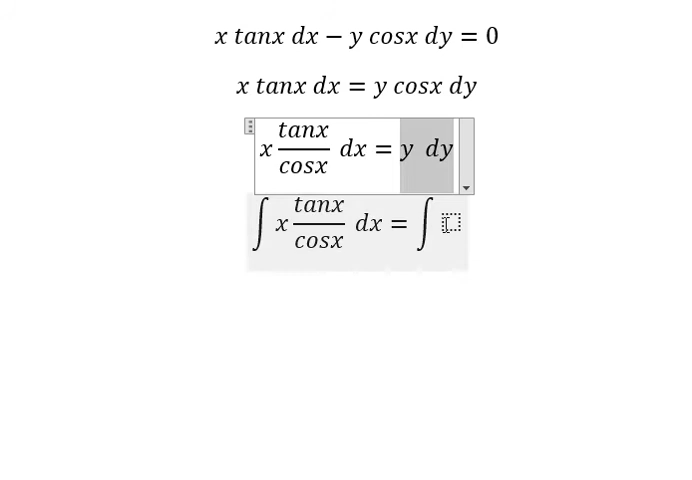 x tanx dx − y cosx dy = 0
x tanx dx = y cosx dy
x tanx/cosx dx = y dy
∫ x tanx/cosx dx = ∫